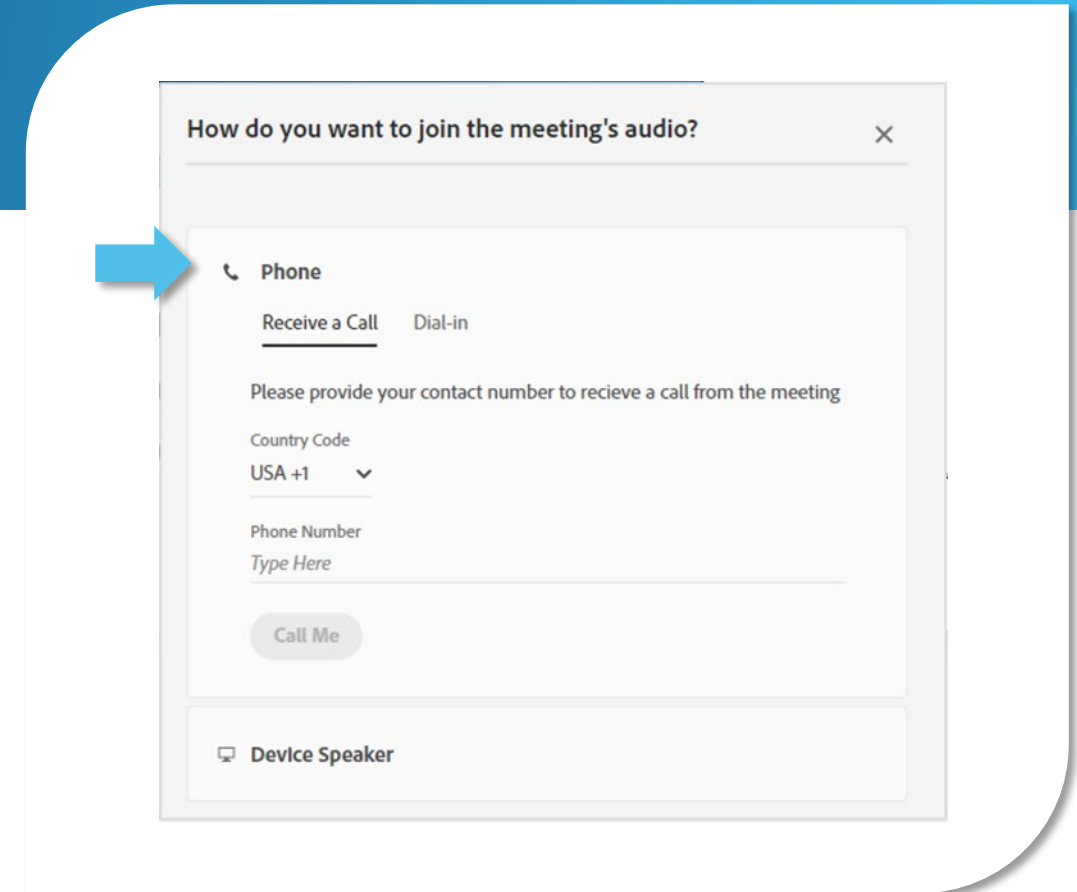 How do you want to join the meeting's audio?
Phone
Receive a Call Dial-in
Please provide your contact number to recieve a call from the meeting
Country Code
USA +1
Phone Number
Type Here
Call Me
Device Speaker